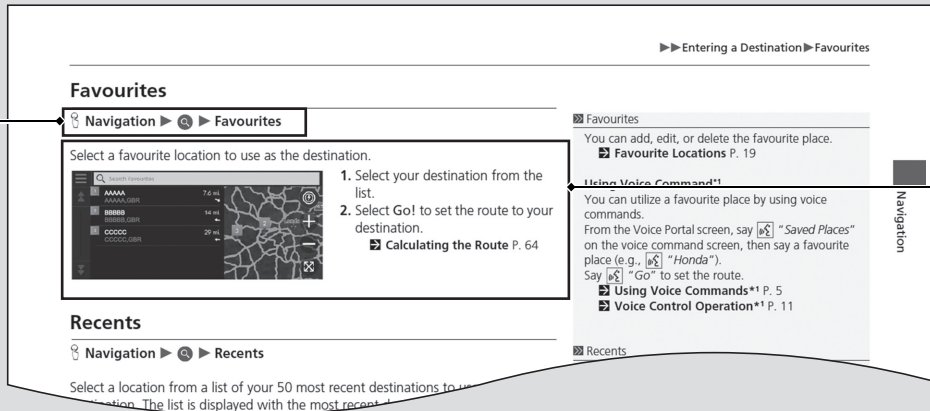 ▶▶Entering a Destination▶Favourites
Favourites
Navigation ▶ ▶ Favourites
Select a favourite location to use as the destination.
Search Favourites
1 AAAAA 7.6 mi
AAAAA,GBR
2 BBBBB 14 mi
BBBBB,GBR
3 CCCCC 29 mi
CCCCC,GBR
Leeds
1. Select your destination from the
list.
2. Select Go! to set the route to your
destination.
Calculating the Route P. 64
Recents
Navigation ▶ ▶ Recents
Select a location from a list of your 50 most recent destinations to
The list is displayed with the most recent
Favourites
You can add, edit, or delete the favourite place.
Favourite Locations P. 19
Using Voice Command*1
You can utilize a favourite place by using voice
commands.
From the Voice Portal screen, say "Saved Places"
on the voice command screen, then say a favourite
place (e.g., "Honda").
Say "Go" to set the route.
Using Voice Commands*1 P. 5
Voice Control Operation*1 P. 11
Recents
Navigation